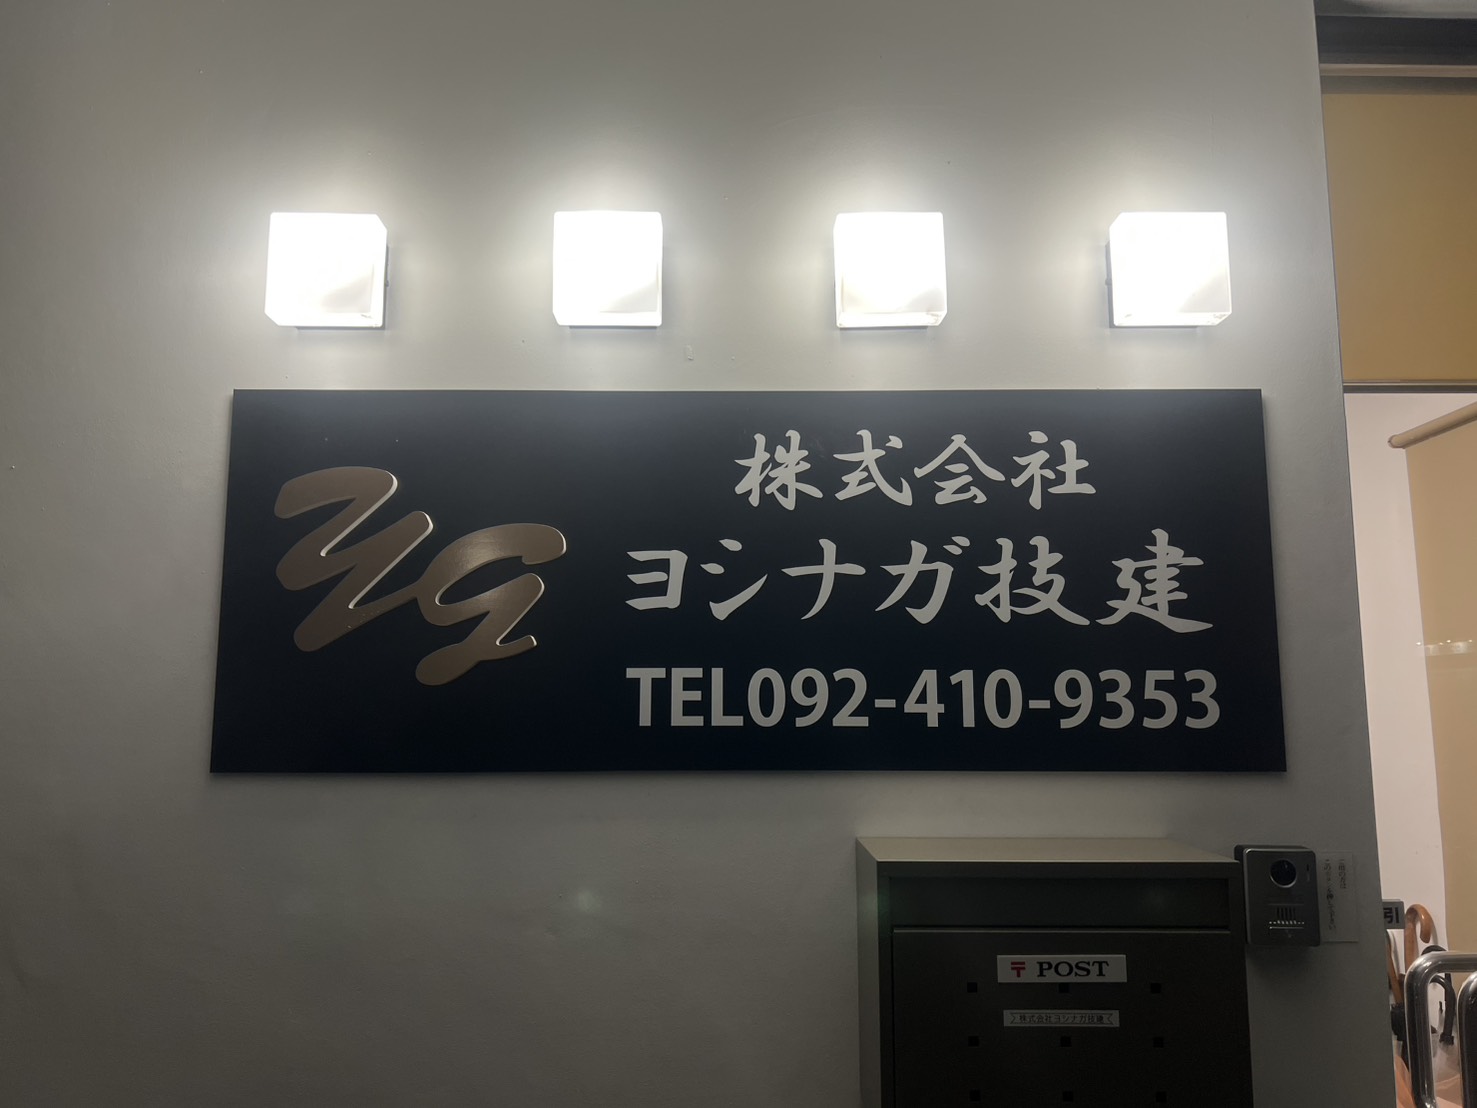 YG
株式会社
ヨシナガ技建
TEL092-410-9353
〒 POST
株式会社ヨシナガ技建
引